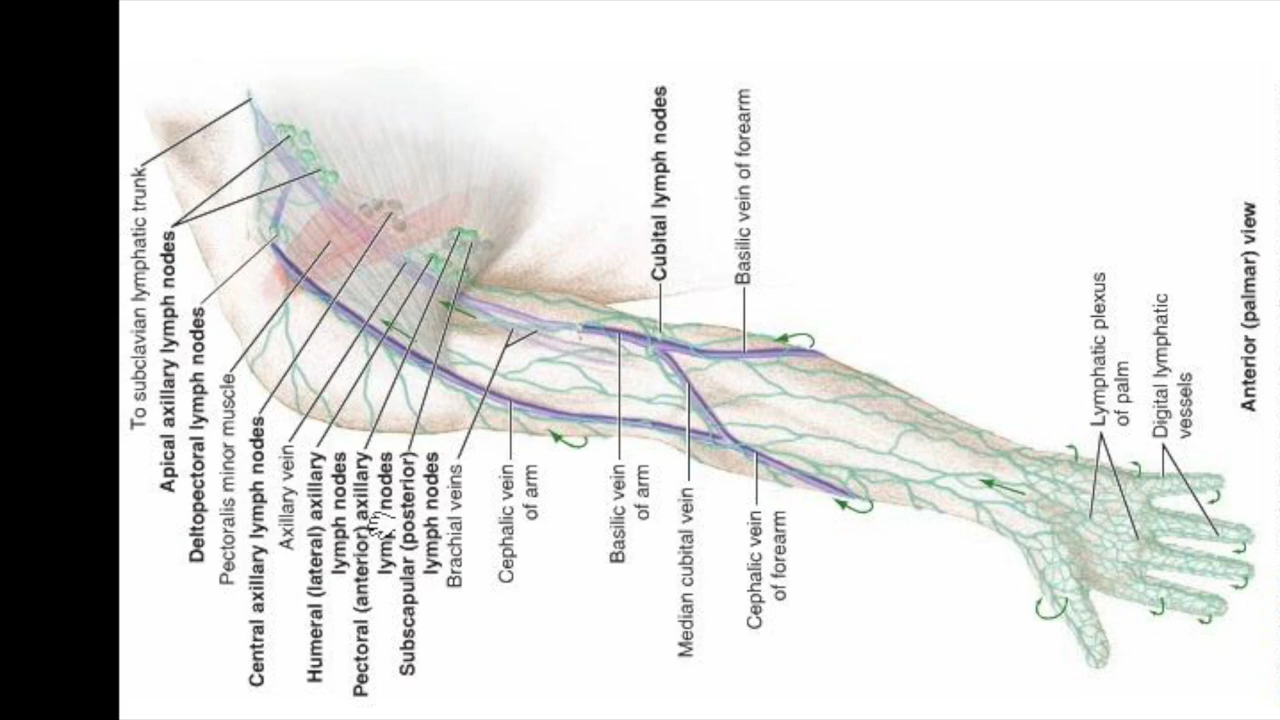 To subclavian lymphatic trunk
Apical axillary lymph nodes
Deltopectoral lymph nodes
Pectoralis minor muscle
Central axillary lymph nodes
Axillary vein
Humeral (lateral) axillary
lymph nodes
Pectoral (anterior) axillary
nodes
Subscapular (posterior)
lymph nodes
Brachial veins
Cephalic vein
of arm
Basilic vein
of arm
Median cubital vein
Cephalic vein
of forearm
Cubital lymph nodes
Basilic vein of forearm
Lymphatic plexus
of palm
Digital lymphatic
vessels
Anterior (palmar) view